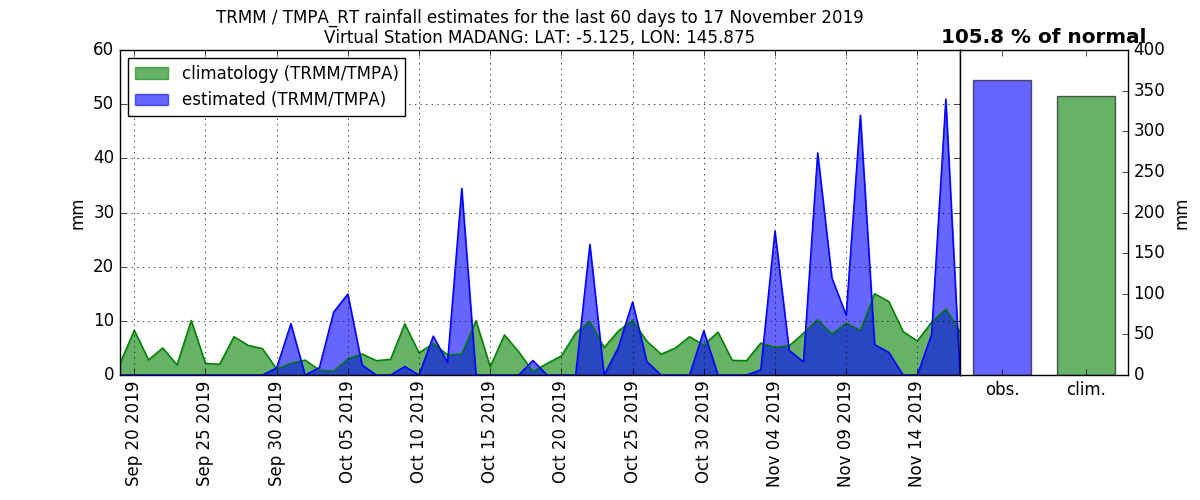 TRMM / TMPA_RT rainfall estimates for the last 60 days to 17 November 2019
Virtual Station MADANG: LAT: -5.125, LON: 145.875
105.8 % of normal
climatology (TRMM/TMPA)
estimated (TRMM/TMPA)
mm
60
50
40
30
20
10
0
Sep 20 2019
Sep 25 2019
Sep 30 2019
Oct 05 2019
Oct 10 2019
Oct 15 2019
Oct 20 2019
Oct 25 2019
Oct 30 2019
Nov 04 2019
Nov 09 2019
Nov 14 2019
obs.
clim.
400
350
300
250
200
150
100
50
0
mm